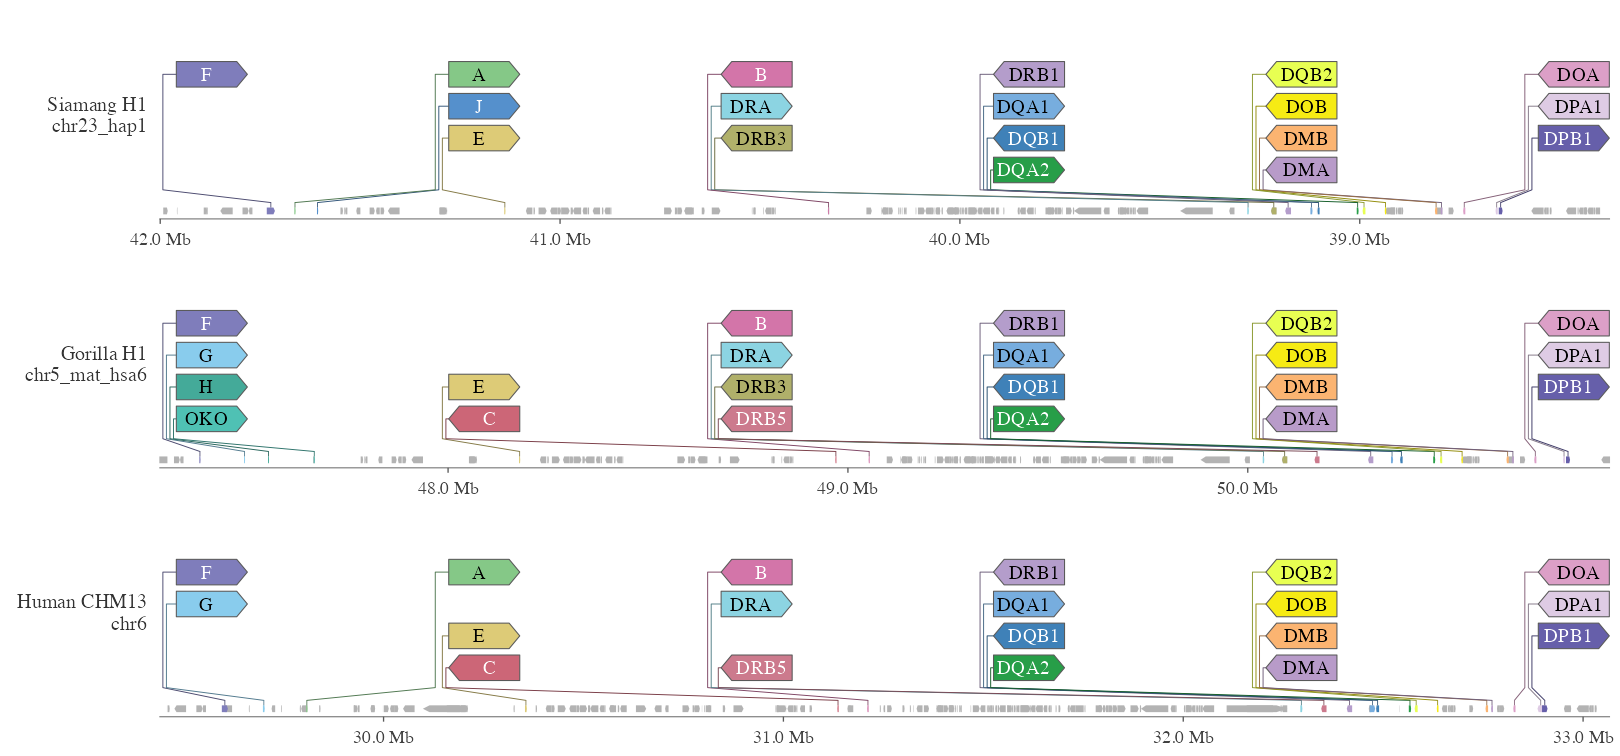 F A B DRB1 DQB2 DOA
Siamang H1 J DRA DQA1 DOB DPA1
chr23_hap1
E DRB3 DQB1 DMB DPB1
DQA2 DMA
42.0 Mb 41.0 Mb 40.0 Mb 39.0 Mb
F B DRB1 DQB2 DOA
Gorilla H1 G DRA DQA1 DOB DPA1
chr5_mat_hsa6
H E DRB3 DQB1 DMB DPB1
OKO C DRB5 DQA2 DMA
48.0 Mb 49.0 Mb 50.0 Mb
F A B DRB1 DQB2 DOA
Human CHM13 G DRA DQA1 DOB DPA1
chr6
E DQB1 DMB DPB1
C DRB5 DQA2 DMA
30.0 Mb 31.0 Mb 32.0 Mb 33.0 Mb